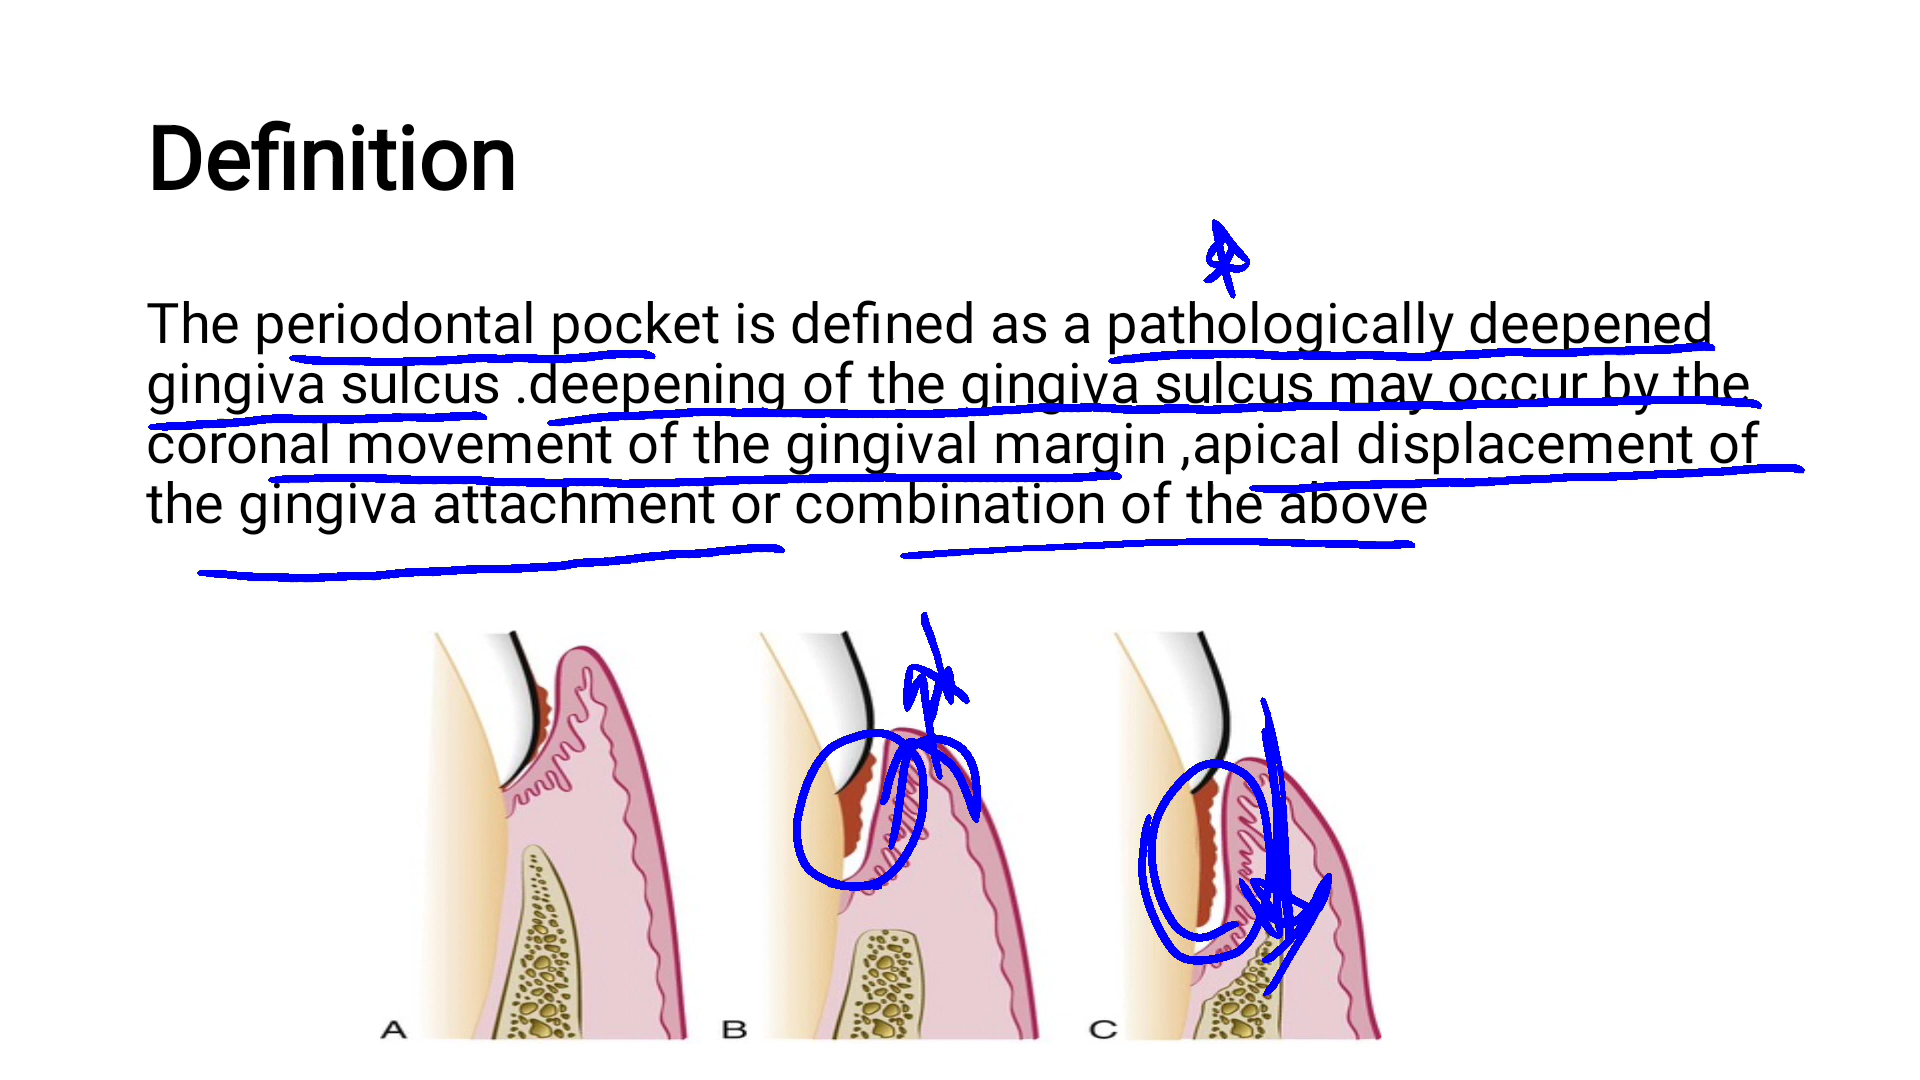 Definition
The periodontal pocket is defined as a pathologically deepened
gingiva sulcus .deepening of the gingiva sulcus may occur by the
coronal movement of the gingival margin ,apical displacement of
the gingiva attachment or combination of the above
A B C